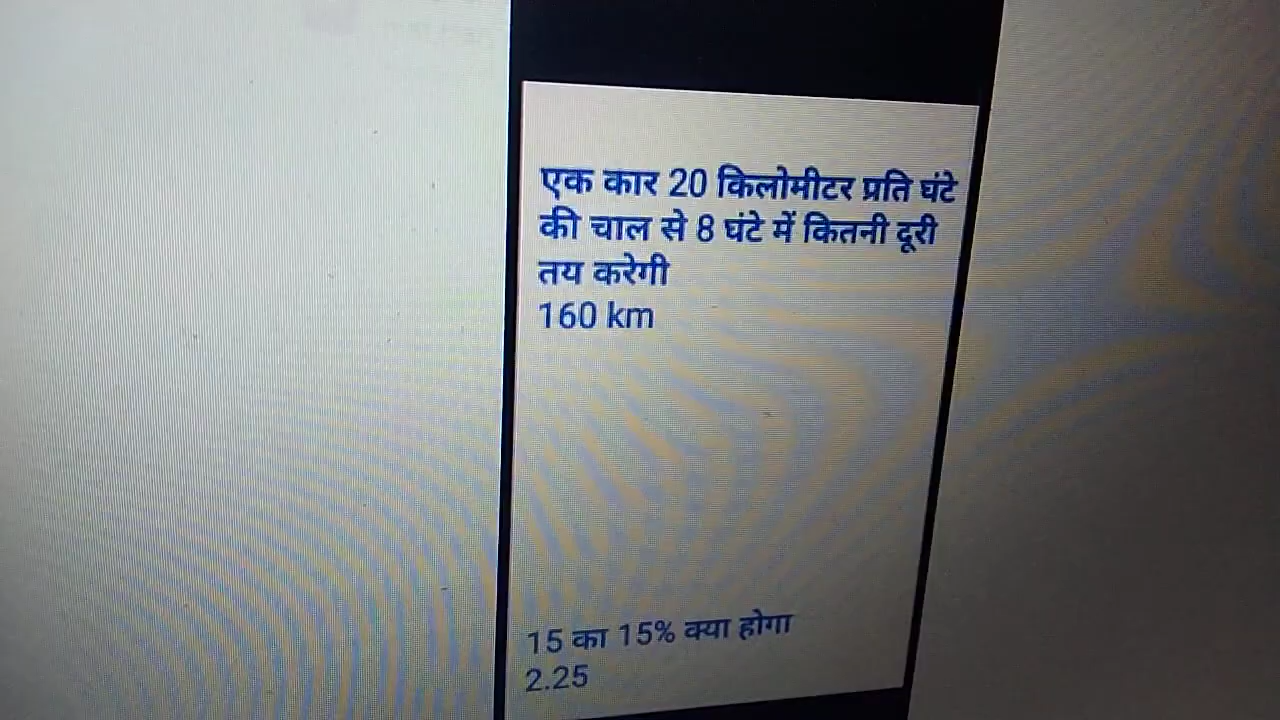 एक कार 20 किलोमीटर प्रति घंटे
की चाल से 8 घंटे में कितनी दूरी
तय करेगी
160 km
15 का 15% क्या होगा
2.25